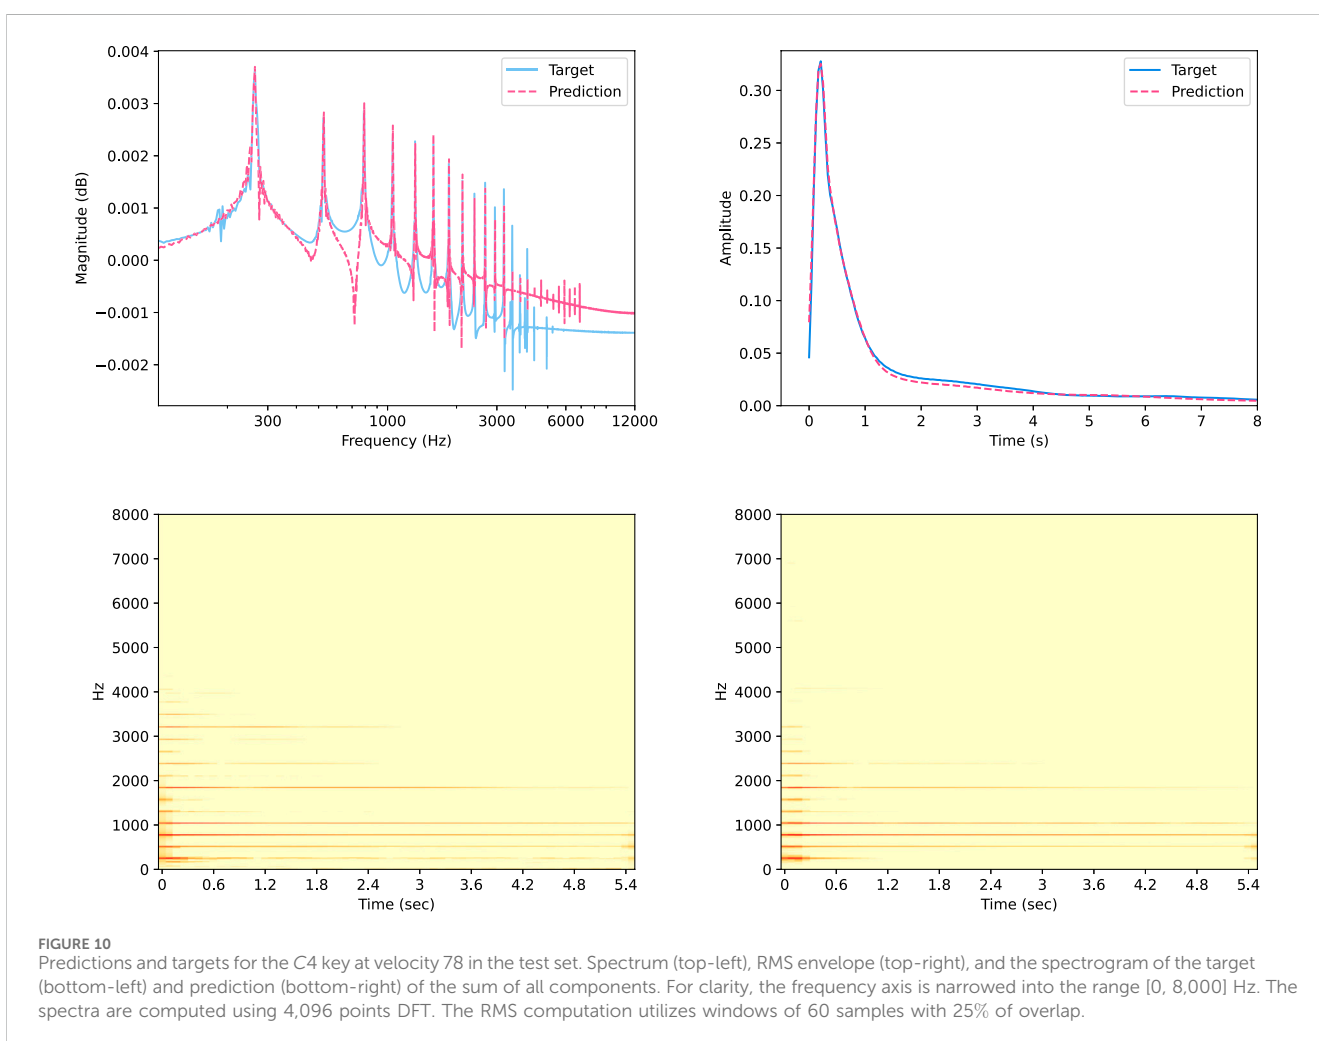 0.004
0.003
0.002
0.001
0.000
−0.001
−0.002
Magnitude (dB)
Target
Prediction
300
1000
3000
6000
12000
Frequency (Hz)
0.30
0.25
0.20
0.15
0.10
0.05
0.00
Amplitude
Target
Prediction
0 1 2 3 4 5 6 7 8
Time (s)
8000
7000
6000
5000
4000
3000
2000
1000
0
Hz
0 0.6 1.2 1.8 2.4 3 3.6 4.2 4.8 5.4
Time (sec)
8000
7000
6000
5000
4000
3000
2000
1000
0
Hz
0 0.6 1.2 1.8 2.4 3 3.6 4.2 4.8 5.4
Time (sec)
FIGURE 10
Predictions and targets for the C4 key at velocity 78 in the test set. Spectrum (top-left), RMS envelope (top-right), and the spectrogram of the target
(bottom-left) and prediction (bottom-right) of the sum of all components. For clarity, the frequency axis is narrowed into the range [0, 8,000] Hz. The
spectra are computed using 4,096 points DFT. The RMS computation utilizes windows of 60 samples with 25% of overlap.